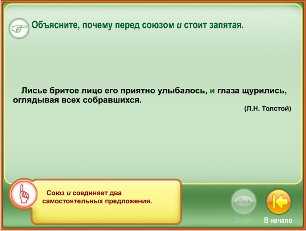 Объясните, почему перед союзом и стоит запятая.
Лисье бритое лицо его приятно улыбалось, и глаза щурились,
оглядывая всех собравшихся.
(Л.Н. Толстой)
Союз и соединяет два
самостоятельных предложения.
В начало